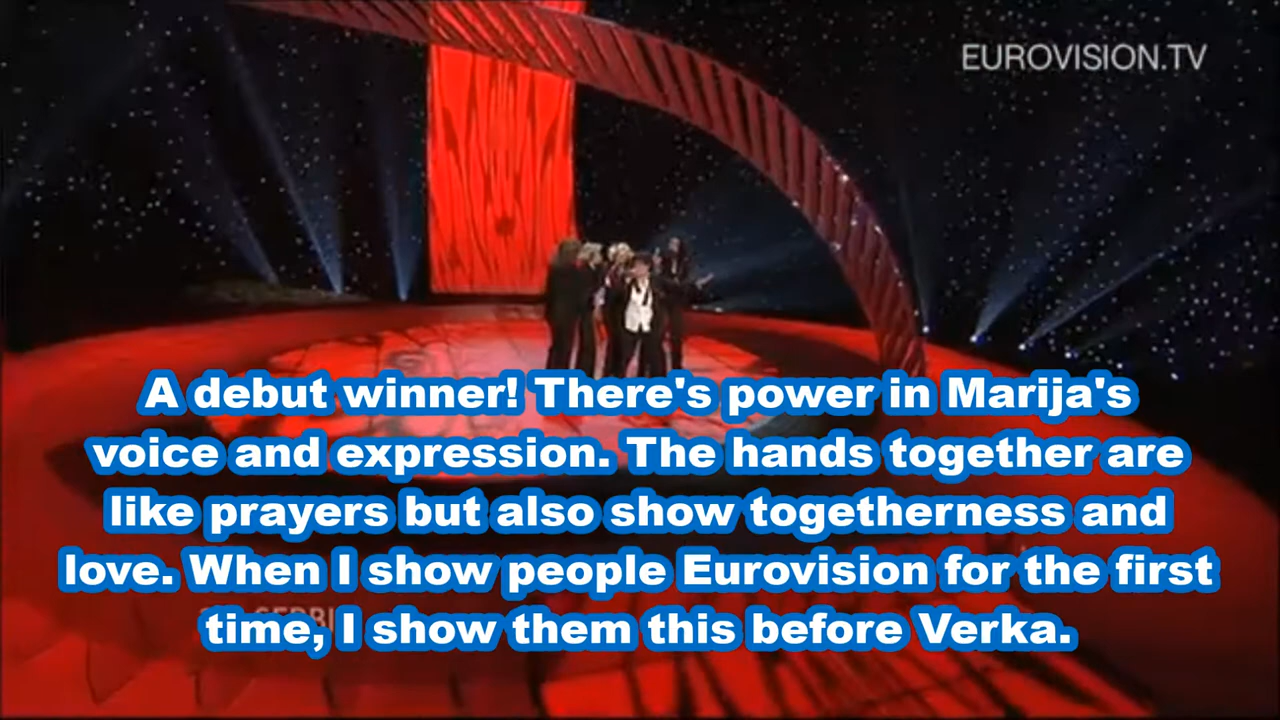 EUROVISION.TV
A debut winner! There's power in Marija's
voice and expression. The hands together are
like prayers but also show togetherness and
love. When I show people Eurovision for the first
time, I show them this before Verka.